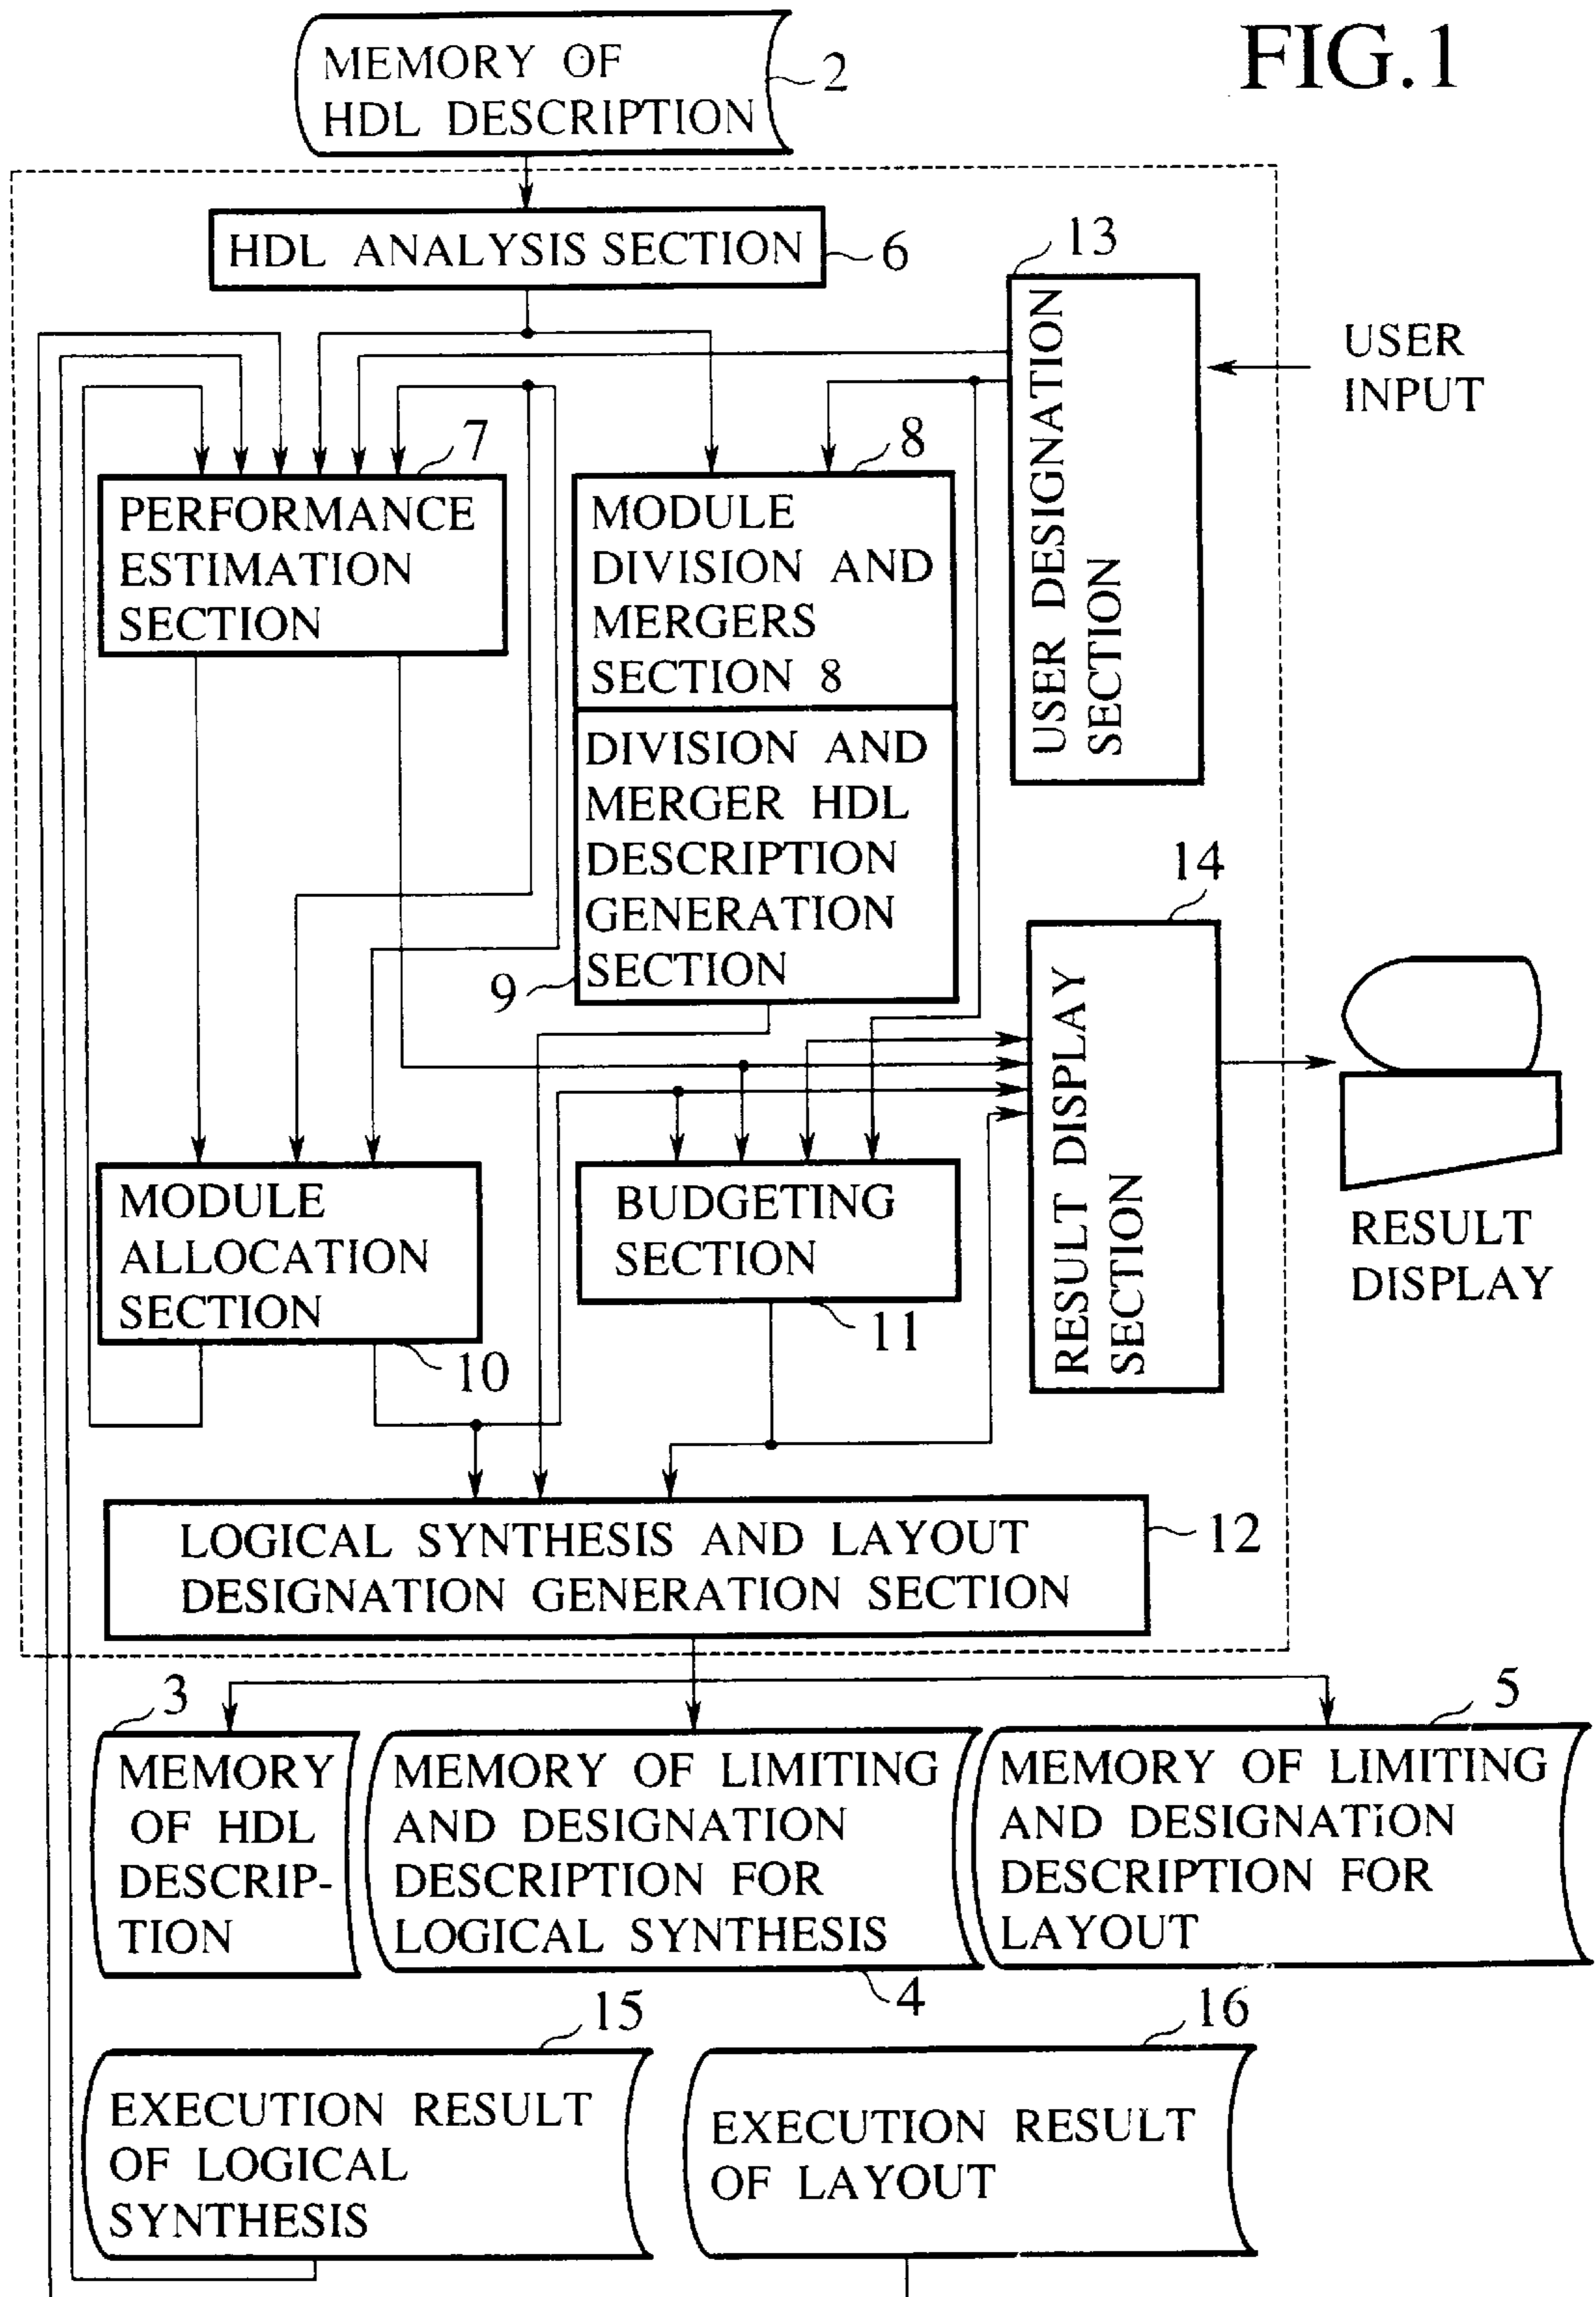 FIG.1
MEMORY OF
HDL DESCRIPTION
2
HDL ANALYSIS SECTION
6
13
USER DESIGNATION
SECTION
USER
INPUT
7
PERFORMANCE
ESTIMATION
SECTION
8
MODULE
DIVISION AND
MERGERS
SECTION 8
DIVISION AND
MERGER HDL
DESCRIPTION
GENERATION
SECTION
9
14
RESULT DISPLAY
SECTION
RESULT
DISPLAY
MODULE
ALLOCATION
SECTION
10
BUDGETING
SECTION
11
LOGICAL SYNTHESIS AND LAYOUT
DESIGNATION GENERATION SECTION
12
3
MEMORY
OF HDL
DESCRIP-
TION
MEMORY OF LIMITING
AND DESIGNATION
DESCRIPTION FOR
LOGICAL SYNTHESIS
4
5
MEMORY OF LIMITING
AND DESIGNATION
DESCRIPTION FOR
LAYOUT
15
EXECUTION RESULT
OF LOGICAL
SYNTHESIS
16
EXECUTION RESULT
OF LAYOUT